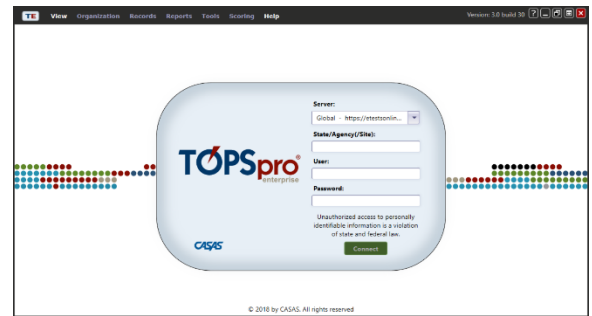 TE View Organization Records Reports Tools Scoring Help Version: 3.0 build 30 ?
Server:
Global - https://etestsonlin...
State/Agency(/Site):
TOPSpro®
enterprise
User:
Password:
Unauthorized access to personally
identifiable information is a violation
of state and federal law.
CASAS
Connect
© 2018 by CASAS. All rights reserved